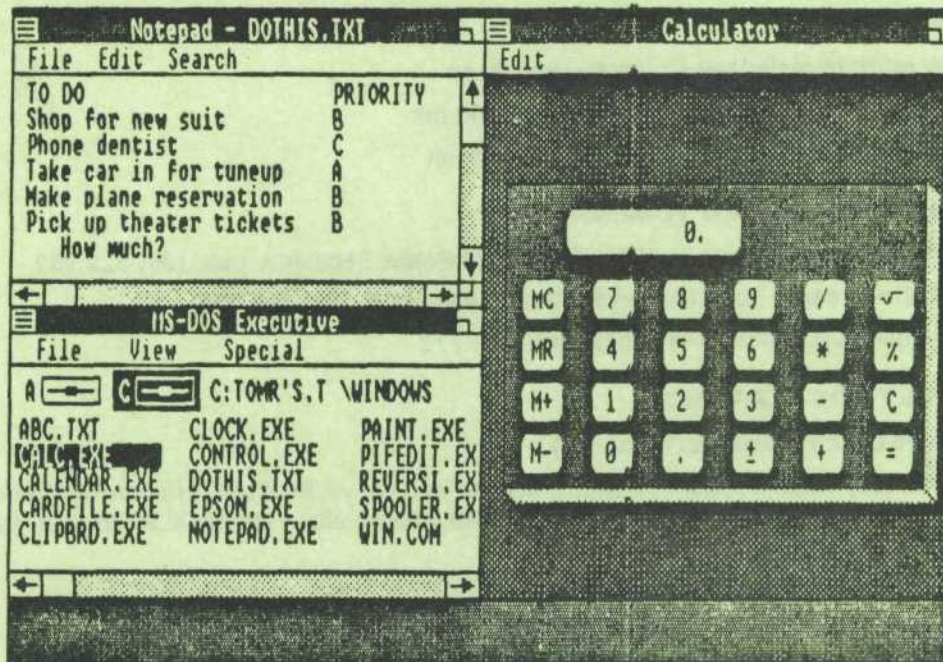 Notepad - DOTHIS.TXT
File Edit Search
TO DO PRIORITY
Shop for new suit B
Phone dentist C
Take car in for tuneup A
Make plane reservation B
Pick up theater tickets B
How much?
MS-DOS Executive
File View Special
A C C:TOMR'S.T \WINDOWS
ABC.TXT CLOCK.EXE PAINT.EXE
CALC.EXE CONTROL.EXE PIFEDIT.EX
CALENDAR.EXE DOTHIS.TXT REVERSI.EX
CARDFILE.EXE EPSON.EXE SPOOLER.EX
CLIPBRD.EXE NOTEPAD.EXE WIN.COM
Calculator
Edit
0.
MC 7 8 9 / √
MR 4 5 6 * %
M+ 1 2 3 - C
M- 0 . ± + =